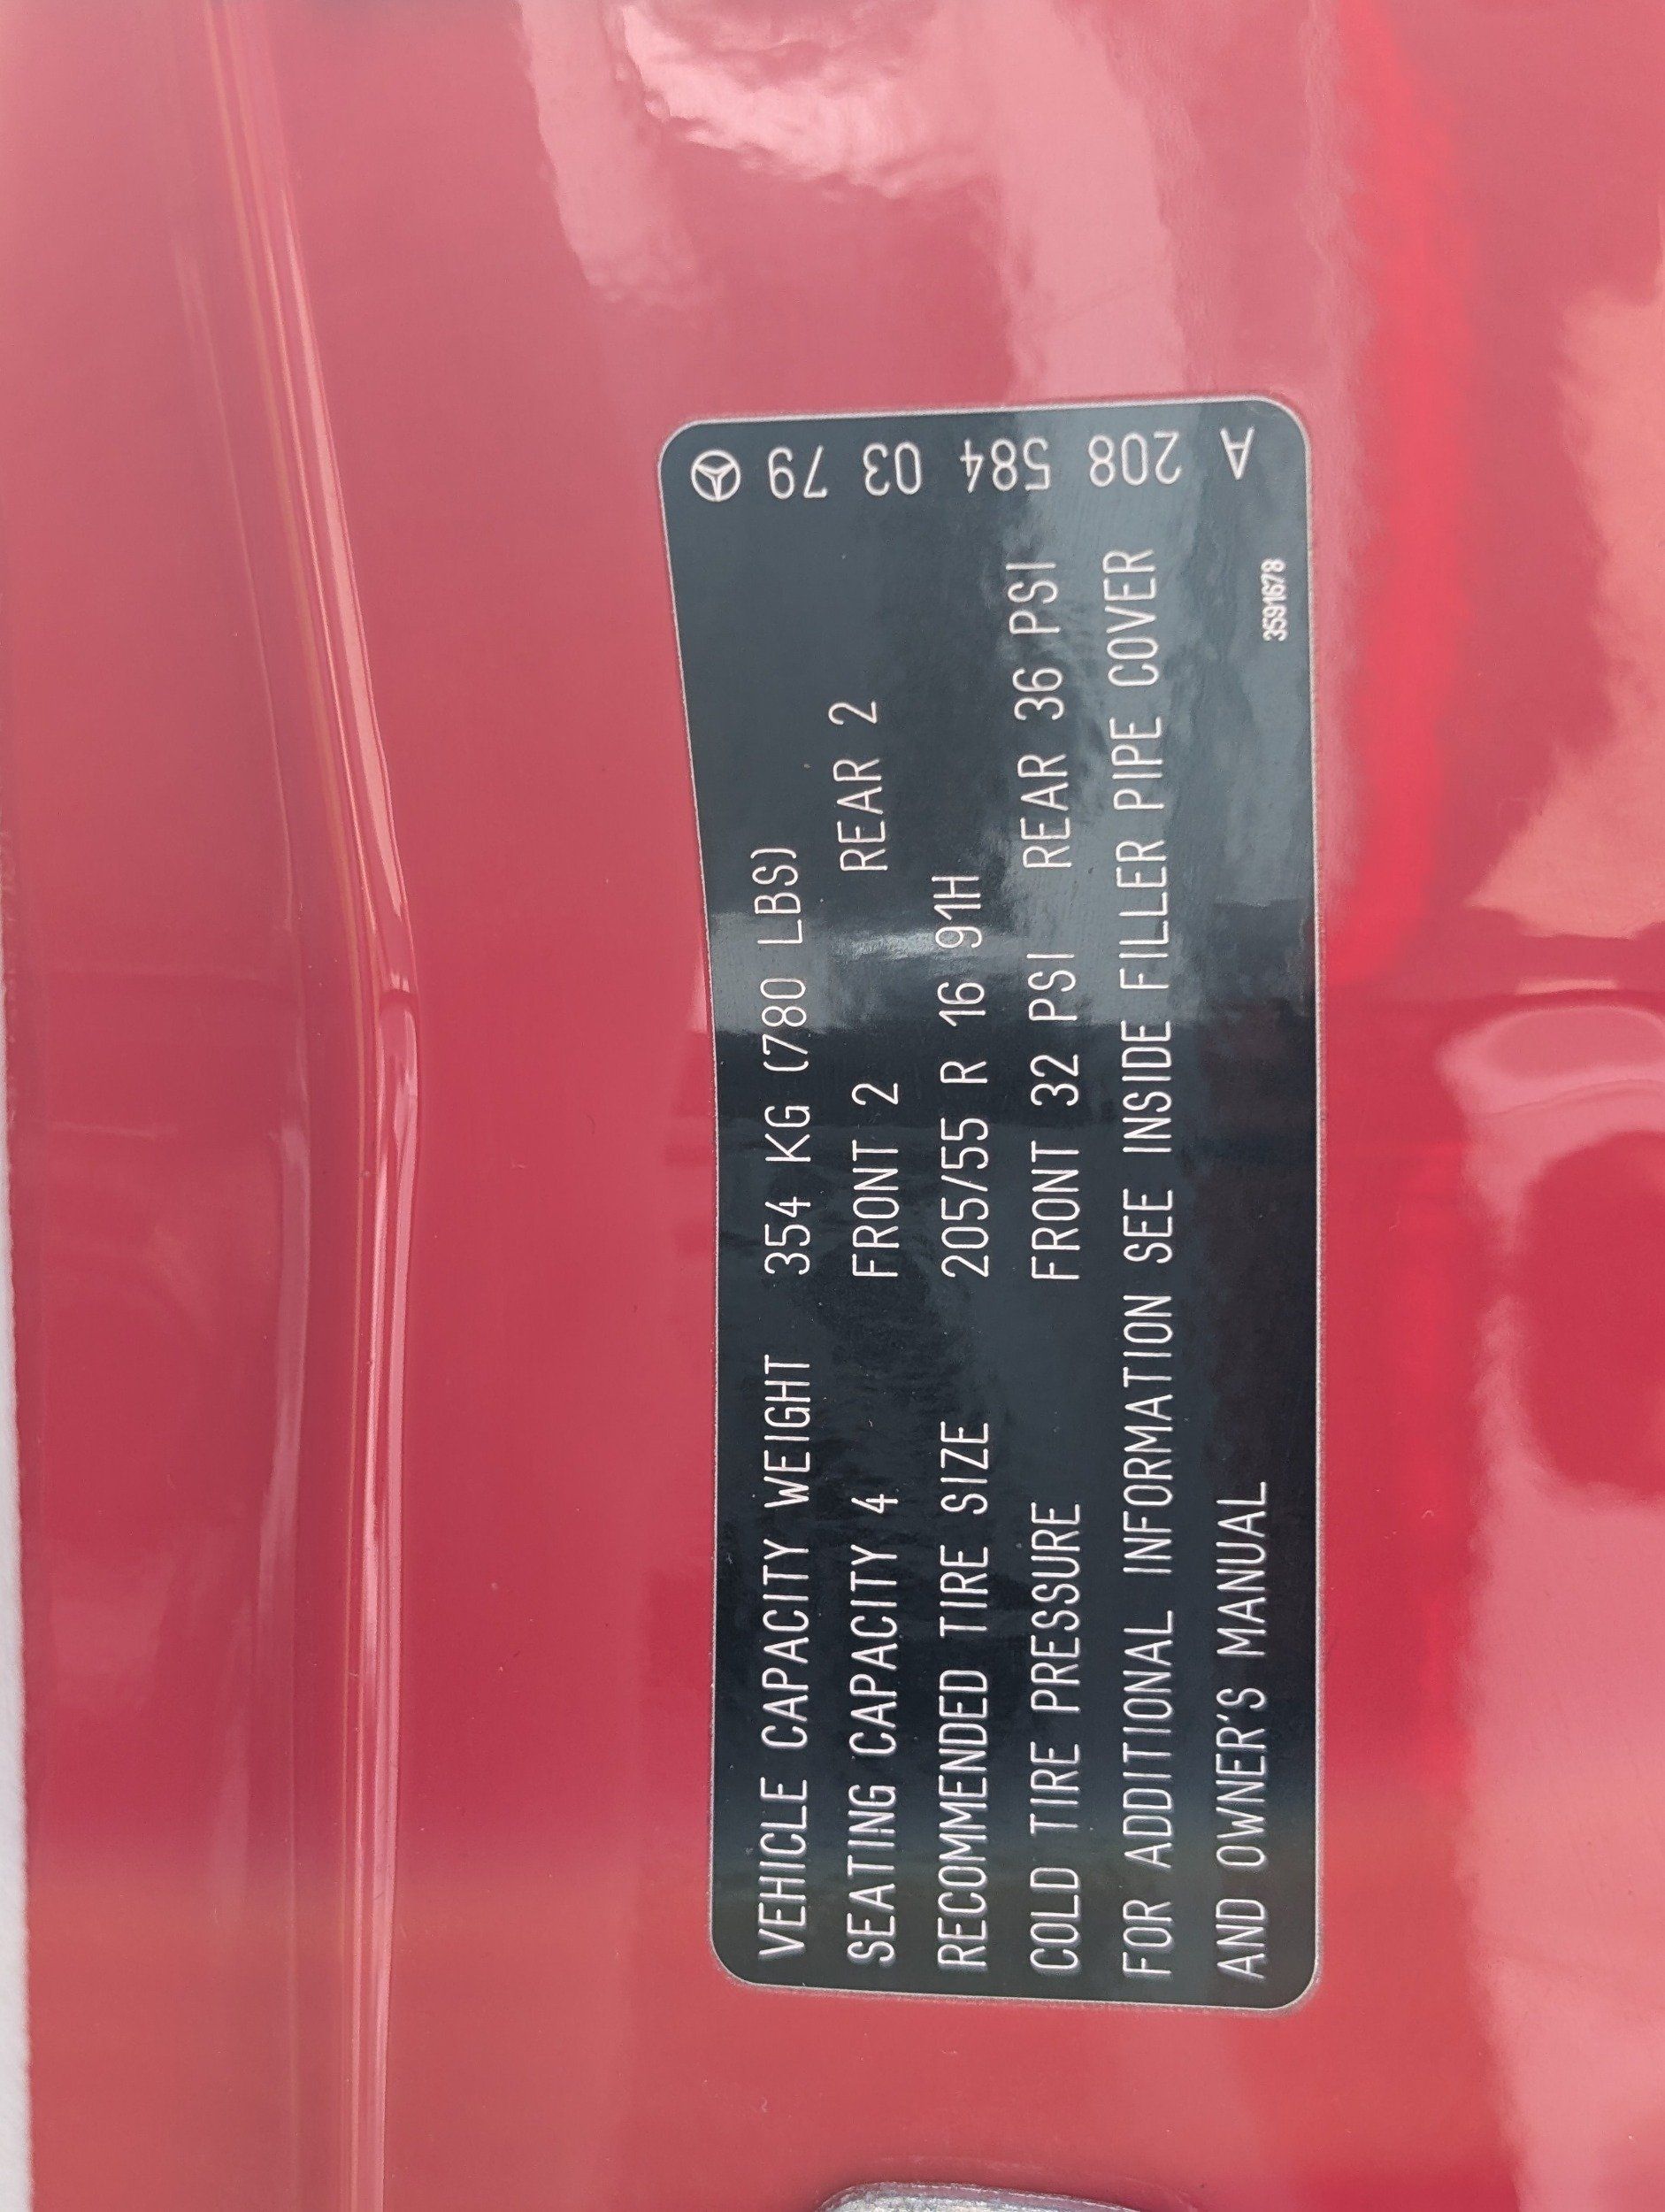 VEHICLE CAPACITY WEIGHT 354 KG (780 LBS)
SEATING CAPACITY 4 FRONT 2 REAR 2
RECOMMENDED TIRE SIZE 205/55 R 16 91H
COLD TIRE PRESSURE FRONT 32 PSI REAR 36 PSI
FOR ADDITIONAL INFORMATION SEE INSIDE FILLER PIPE COVER
AND OWNER'S MANUAL
3591678
A 208 584 03 79